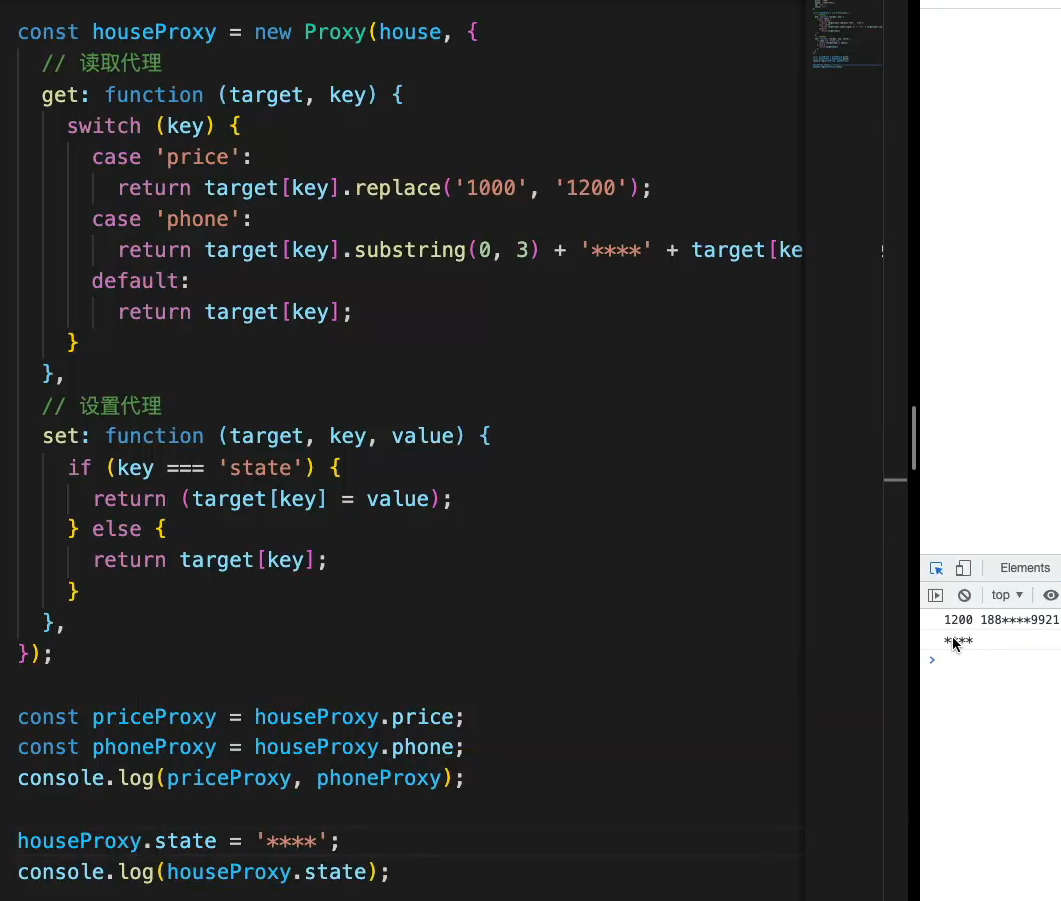 const houseProxy = new Proxy(house, {
  // 读取代理
  get: function (target, key) {
    switch (key) {
      case 'price':
        return target[key].replace('1000', '1200');
      case 'phone':
        return target[key].substring(0, 3) + '****' + target[ke
      default:
        return target[key];
    }
  },
  // 设置代理
  set: function (target, key, value) {
    if (key === 'state') {
      return (target[key] = value);
    } else {
      return target[key];
    }
  },
});
const priceProxy = houseProxy.price;
const phoneProxy = houseProxy.phone;
console.log(priceProxy, phoneProxy);
houseProxy.state = '****';
console.log(houseProxy.state);
Elements
top
1200 188****9921
****